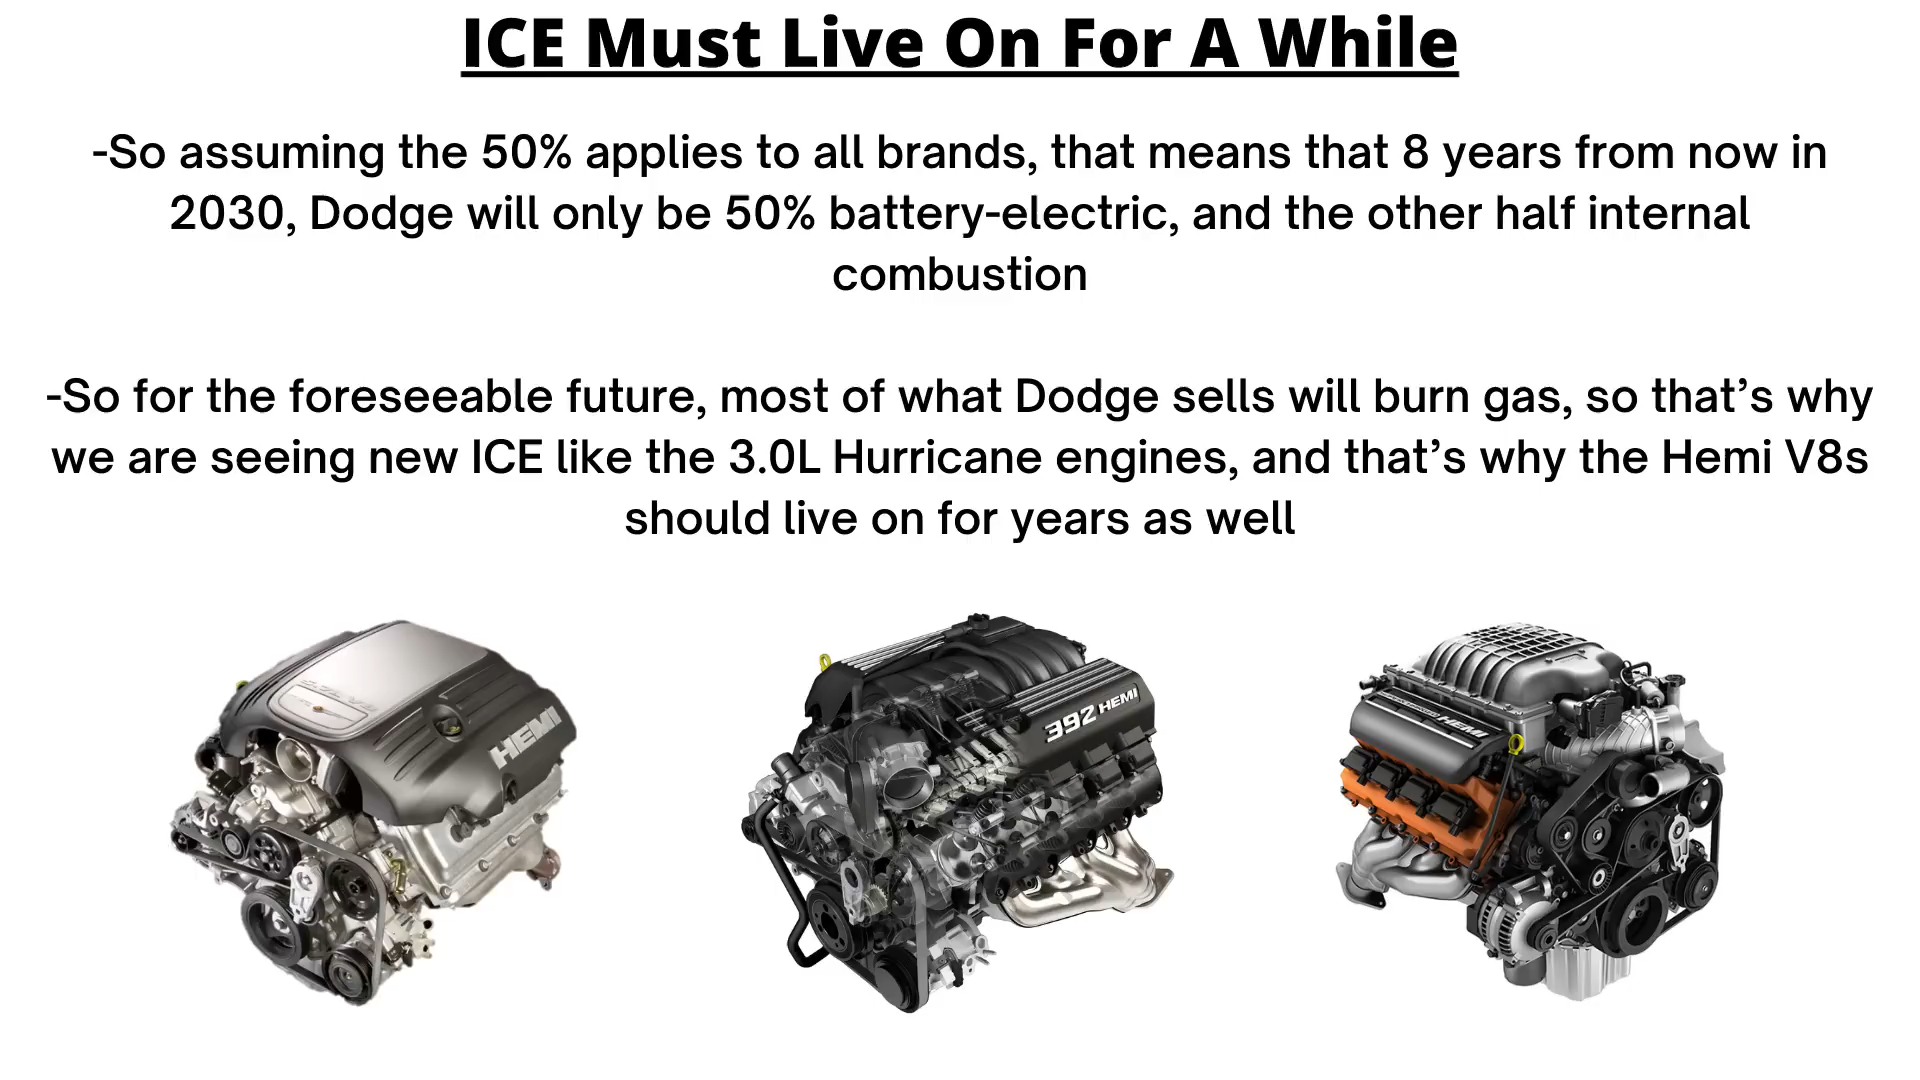 ICE Must Live On For A While
-So assuming the 50% applies to all brands, that means that 8 years from now in
2030, Dodge will only be 50% battery-electric, and the other half internal
combustion
-So for the foreseeable future, most of what Dodge sells will burn gas, so that’s why
we are seeing new ICE like the 3.0L Hurricane engines, and that’s why the Hemi V8s
should live on for years as well
HEMI
392 HEMI
HEMI